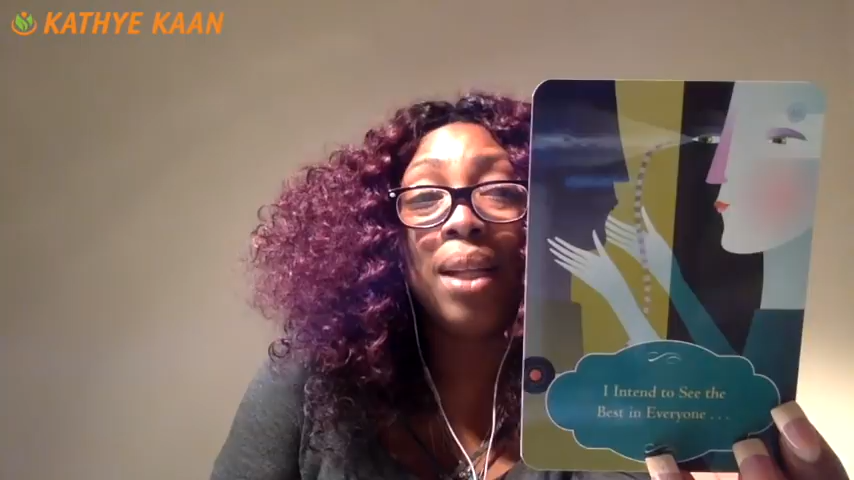 KATHYE KAAN
I Intend to See the
Best in Everyone . . .